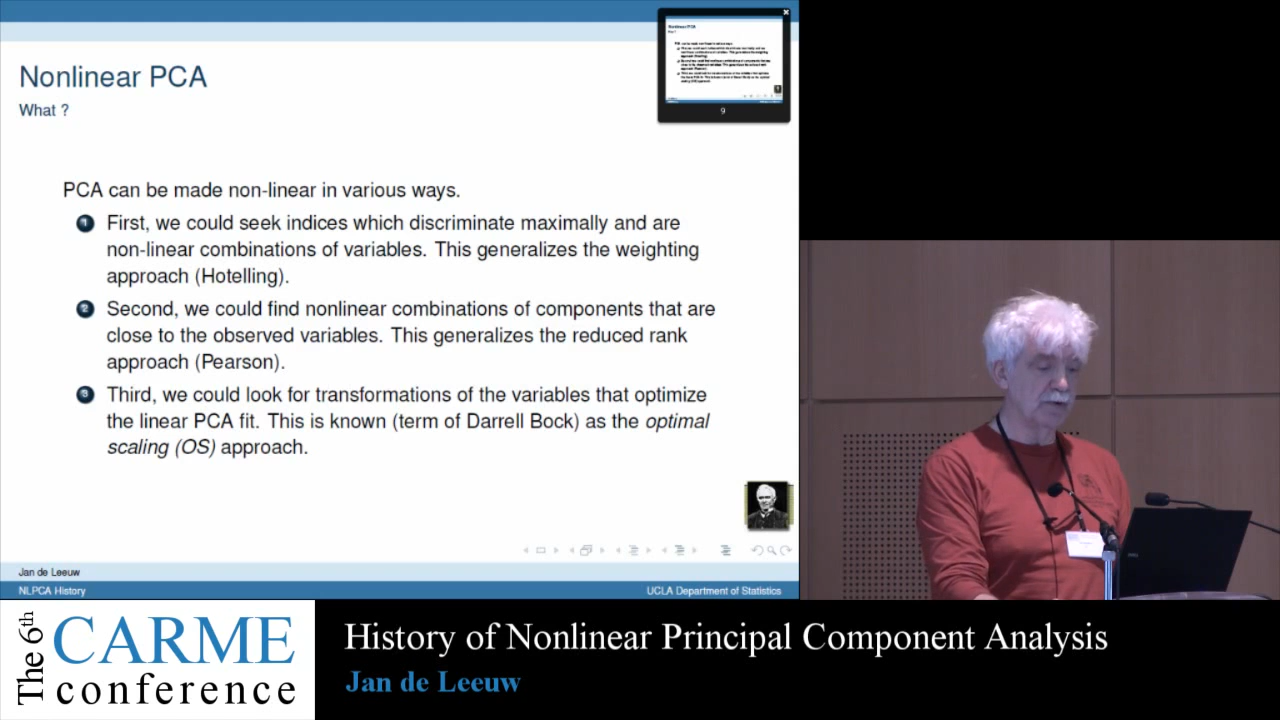 Nonlinear PCA
What ?
Nonlinear PCA
9
PCA can be made non-linear in various ways.
1 First, we could seek indices which discriminate maximally and are
non-linear combinations of variables. This generalizes the weighting
approach (Hotelling).
2 Second, we could find nonlinear combinations of components that are
close to the observed variables. This generalizes the reduced rank
approach (Pearson).
3 Third, we could look for transformations of the variables that optimize
the linear PCA fit. This is known (term of Darrell Bock) as the optimal
scaling (OS) approach.
Jan de Leeuw
NLPCA History UCLA Department of Statistics
The 6th CARME
conference
History of Nonlinear Principal Component Analysis
Jan de Leeuw